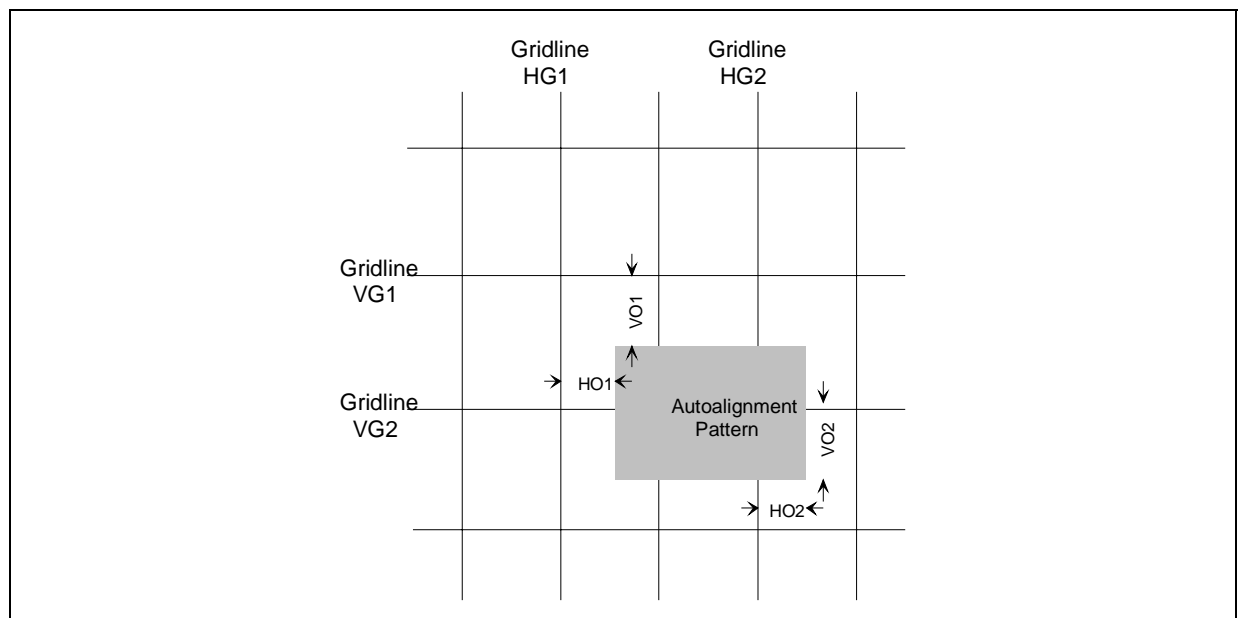 Gridline
HG1
Gridline
HG2
Gridline
VG1
VO1
HO1
Gridline
VG2
Autoalignment
Pattern
VO2
HO2